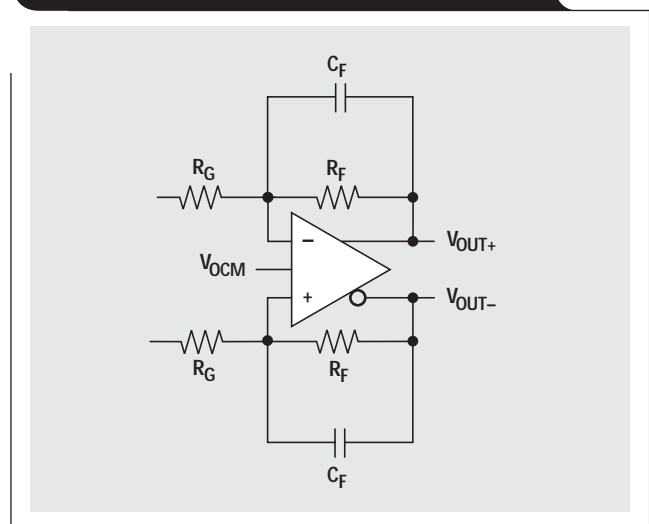 C_F
R_G R_F
−
V_OUT+
V_OCM
+
V_OUT−
R_G R_F
C_F